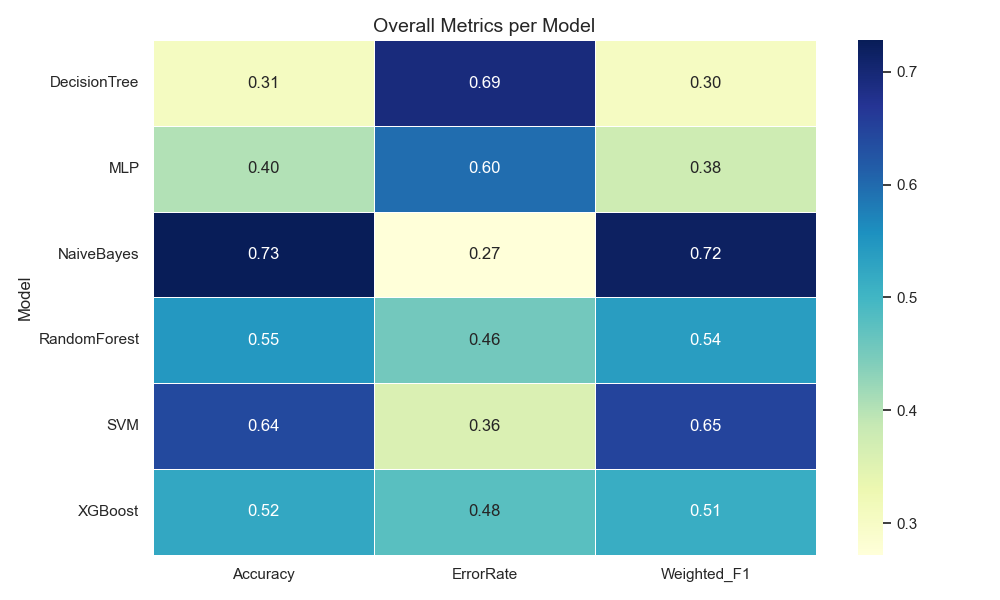 Overall Metrics per Model
Model
DecisionTree 0.31 0.69 0.30
MLP 0.40 0.60 0.38
NaiveBayes 0.73 0.27 0.72
RandomForest 0.55 0.46 0.54
SVM 0.64 0.36 0.65
XGBoost 0.52 0.48 0.51
Accuracy ErrorRate Weighted_F1
0.7
0.6
0.5
0.4
0.3